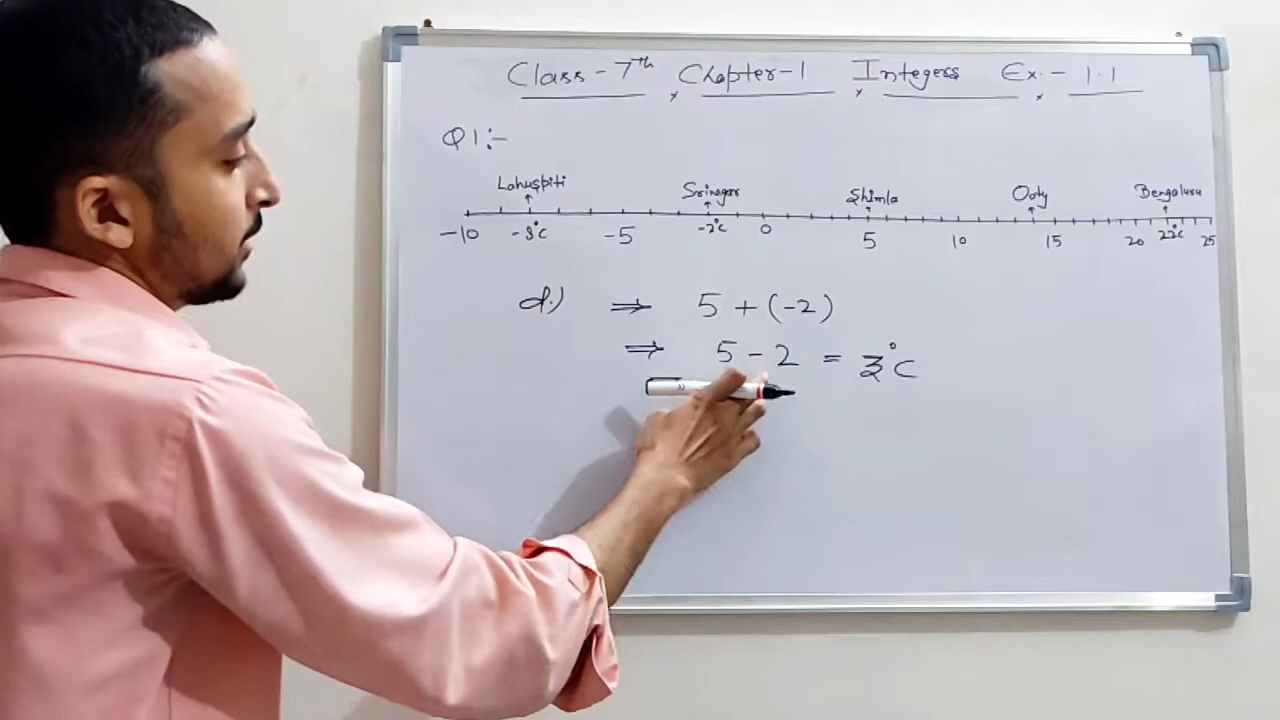 Class - 7th, Chapter-1, Integers, Ex. - 1.1
Q1:-
Lahuspiti Srinagar Shimla Ooty Bengaluru
-10 -8°C -5 -2°C 0 5 10 15 20 22°C 25
d.) ⇒ 5 + (-2)
⇒ 5 - 2 = 3°C